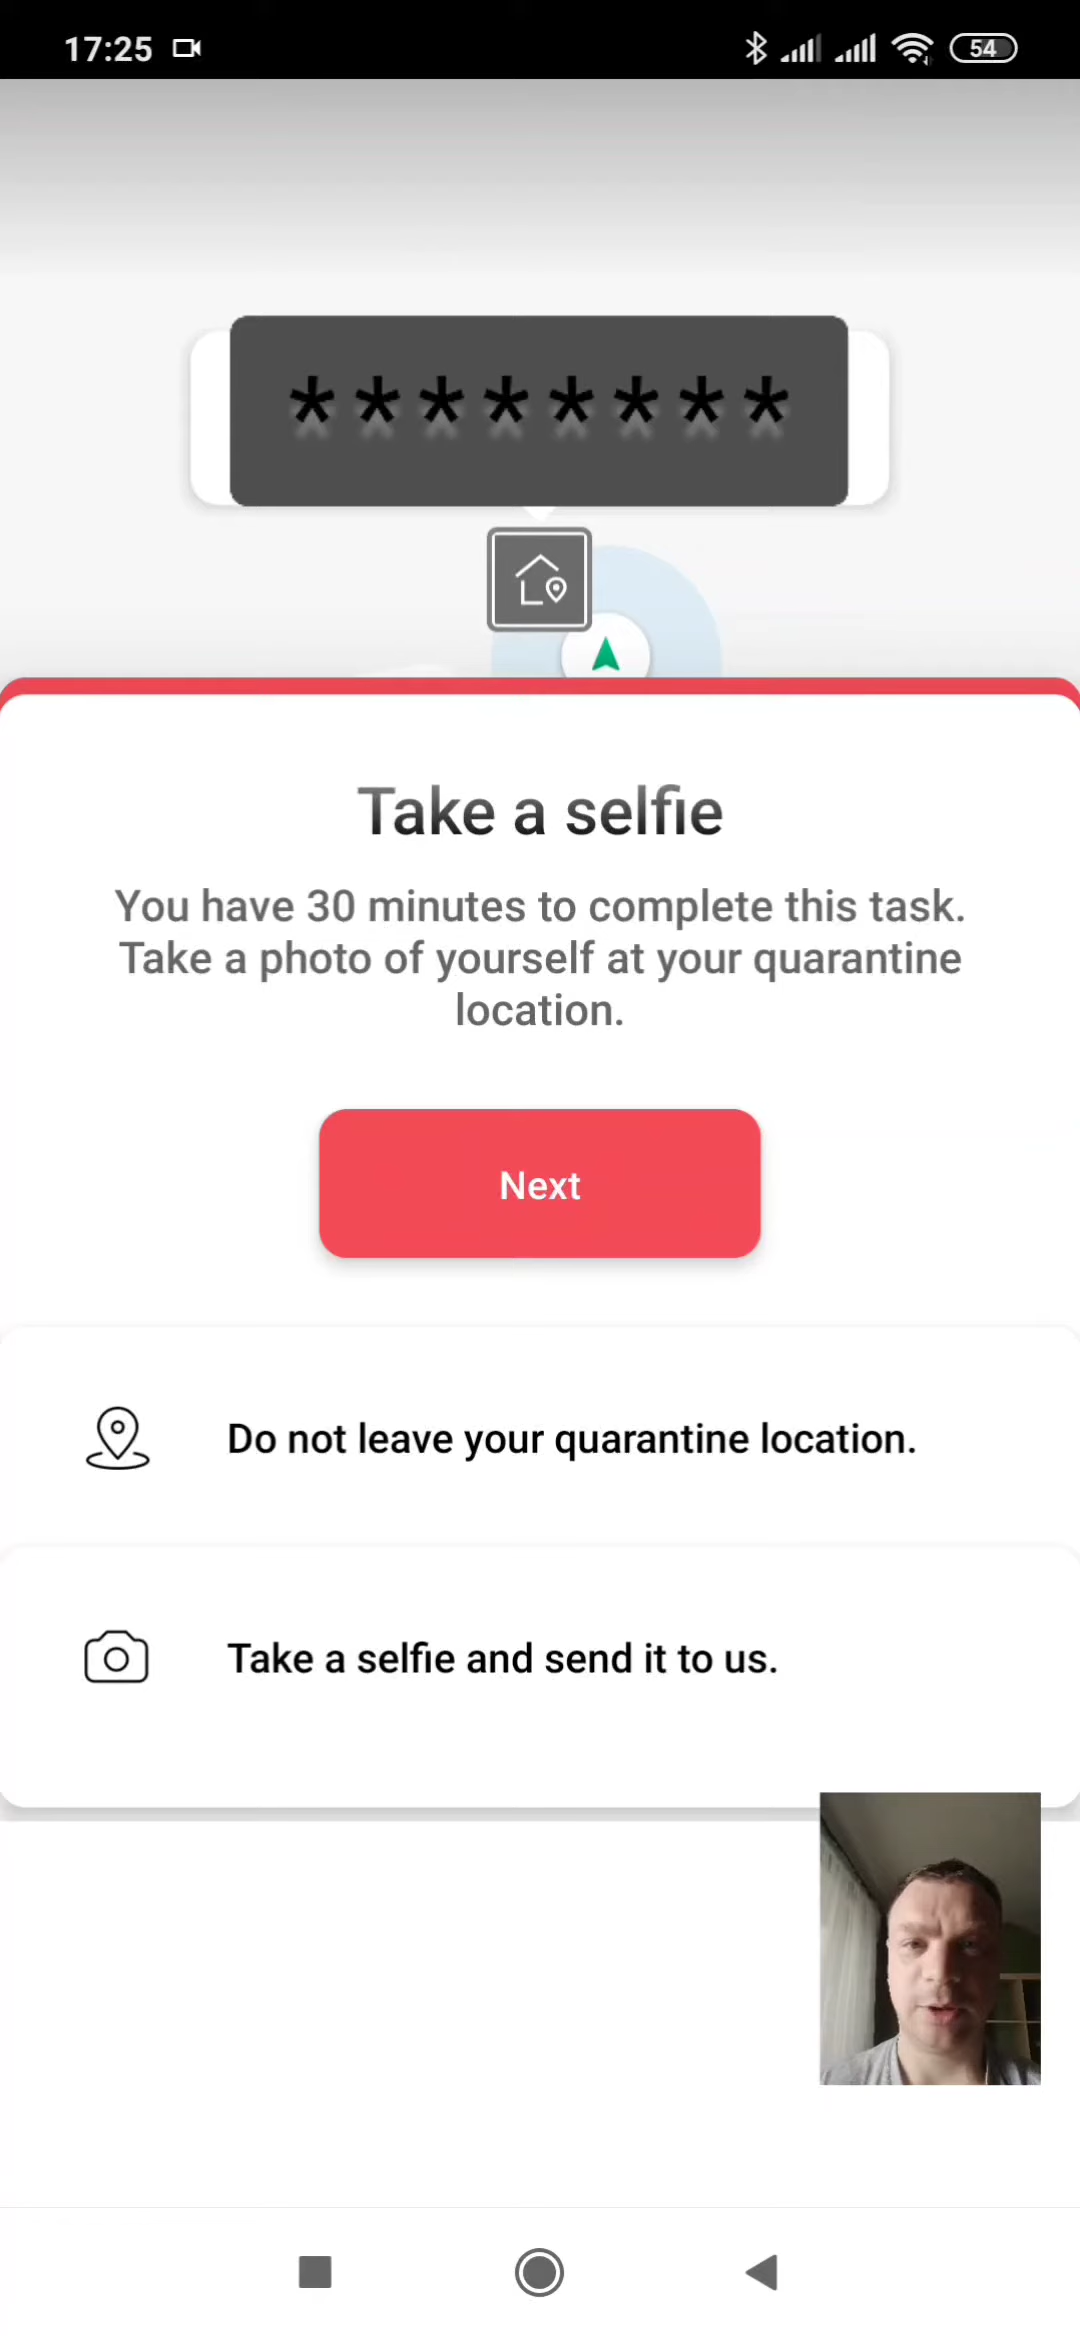 17:25
54
********
Take a selfie
You have 30 minutes to complete this task.
Take a photo of yourself at your quarantine
location.
Next
Do not leave your quarantine location.
Take a selfie and send it to us.